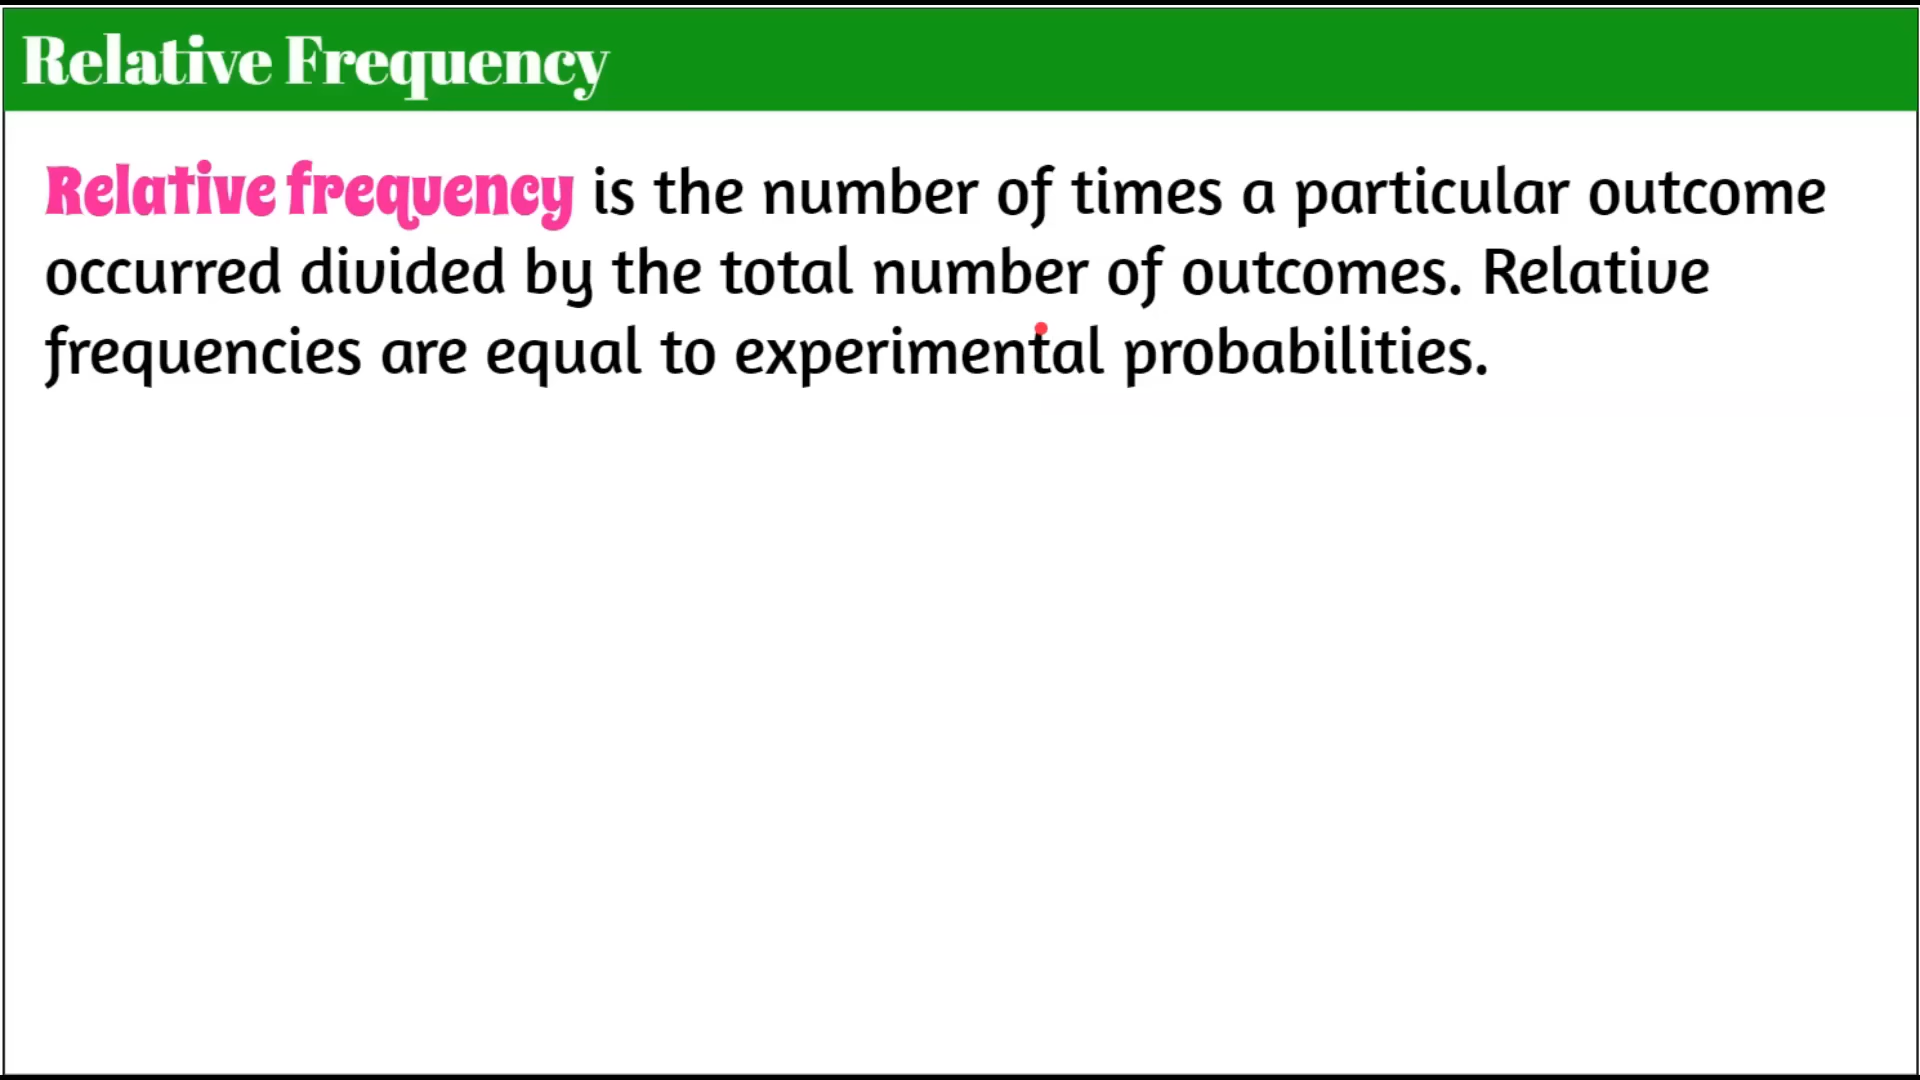 Relative Frequency
Relative frequency is the number of times a particular outcome
occurred divided by the total number of outcomes. Relative
frequencies are equal to experimental probabilities.